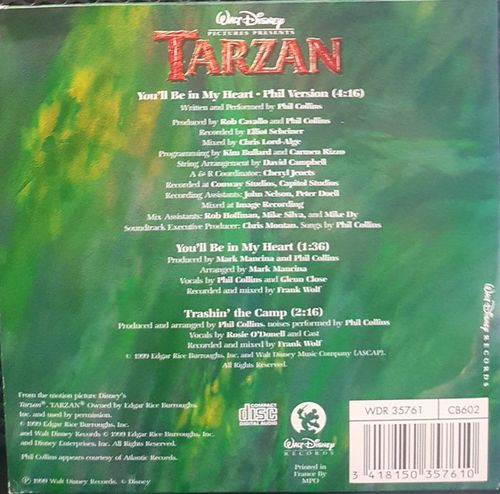 WALT DISNEY
PICTURES PRESENTS
TARZAN
You'll Be in My Heart • Phil Version (4:16)
Written and Performed by Phil Collins
Produced by Rob Cavallo and Phil Collins
Recorded by Elliot Scheiner
Mixed by Chris Lord-Alge
Programming by Kim Bullard and Carmen Rizzo
String Arrangement by David Campbell
A & R Coordinator: Cheryl Jenets
Recorded at Conway Studios, Capitol Studios
Recording Assistants: John Nelson, Peter Doell
Mixed at Image Recording
Mix Assistants: Rob Hoffman, Mike Silva, and Mike Dy
Soundtrack Executive Producer: Chris Montan. Songs by Phil Collins
You'll Be in My Heart (1:36)
Produced by Mark Mancina and Phil Collins
Arranged by Mark Mancina
Vocals by Phil Collins and Glenn Close
Recorded and mixed by Frank Wolf
Trashin' the Camp (2:16)
Produced and arranged by Phil Collins. noises performed by Phil Collins
Vocals by Rosie O'Donell and Cast
Recorded and mixed by Frank Wolf
© 1999 Edgar Rice Burroughs, Inc. and Walt Disney Music Company (ASCAP).
All Rights Reserved.
WALT DISNEY RECORDS
From the motion picture Disney's
Tarzan®. TARZAN® Owned by Edgar Rice Burroughs.
Inc. and used by permission.
© 1999 Edgar Rice Burroughs, Inc.
and Walt Disney Records © 1999 Edgar Rice Burroughs, Inc.
and Disney Enterprises, Inc. All Rights Reserved.
Phil Collins appears courtesy of Atlantic Records.
℗ 1999 Walt Disney Records © Disney
COMPACT
disc
DIGITAL AUDIO
WALT DISNEY
RECORDS
Printed in
France By
MPO
WDR 35761
CB602
3 418150 357610